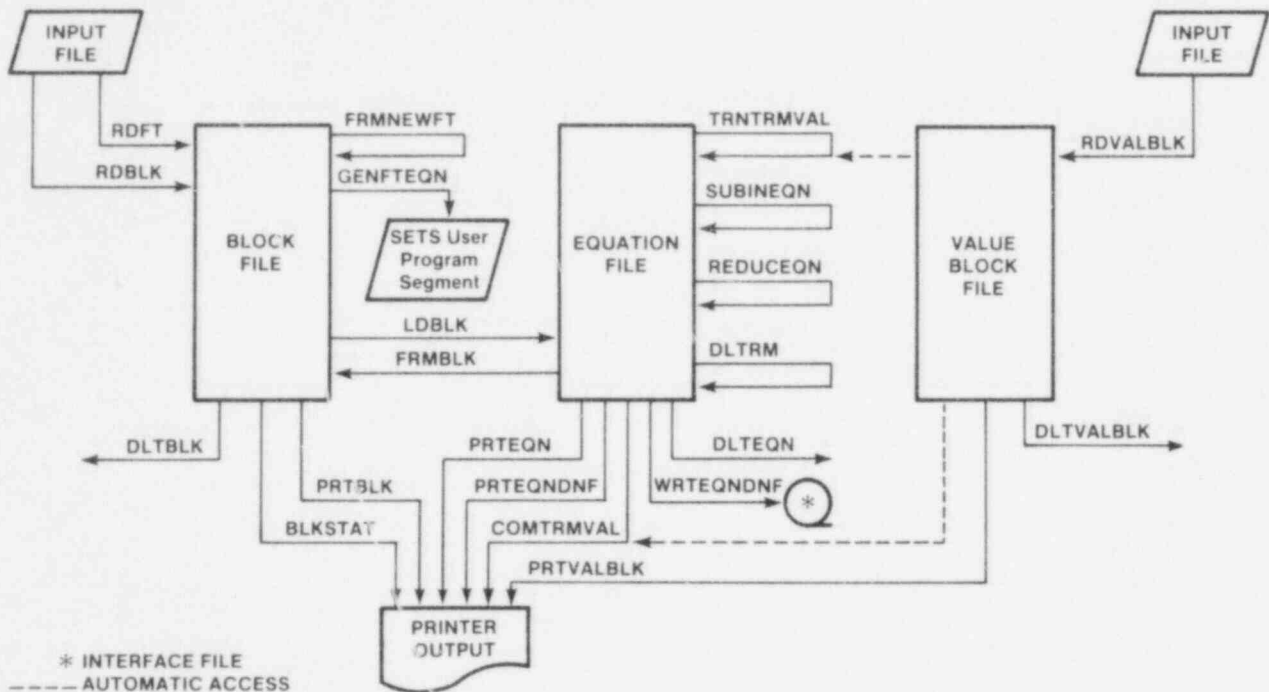 INPUT
FILE
INPUT
FILE
RDFT
RDBLK
FRMNEWFT
GENFTEQN
TRNTRMVAL
RDVALBLK
BLOCK
FILE
SETS User
Program
Segment
EQUATION
FILE
SUBINEQN
REDUCEQN
VALUE
BLOCK
FILE
LDBLK
FRMBLK
DLTRM
DLTBLK
PRTBLK
BLKSTAT
PRTEQN
PRTEQNDNF
COMTRMVAL
DLTEQN
WRTEQNDNF
*
DLTVALBLK
PRTVALBLK
PRINTER
OUTPUT
* INTERFACE FILE
----- AUTOMATIC ACCESS